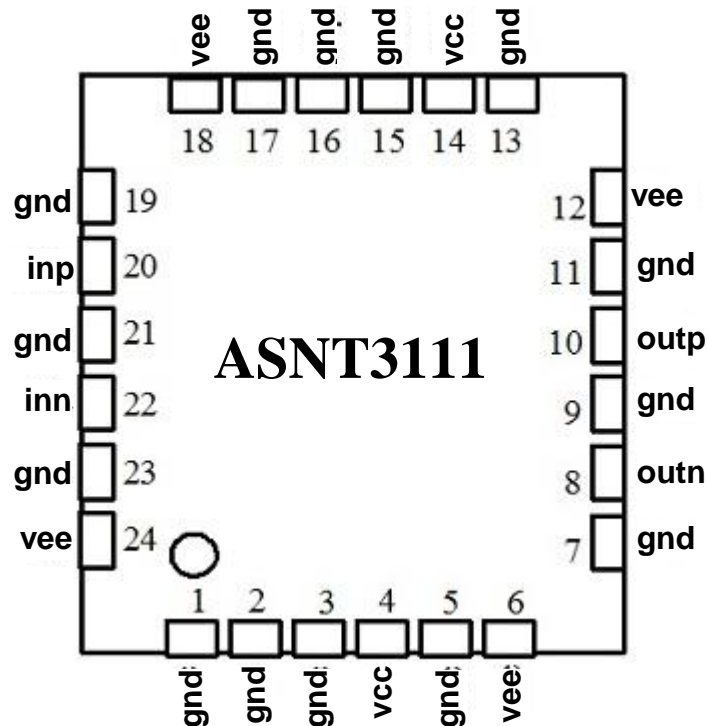 vee gnd gnd gnd vcc gnd
18 17 16 15 14 13
gnd 19 12 vee
inp 20 11 gnd
gnd 21 10 outp
ASNT3111
inn 22 9 gnd
gnd 23 8 outn
vee 24 7 gnd
1 2 3 4 5 6
gnd gnd gnd vcc gnd vee